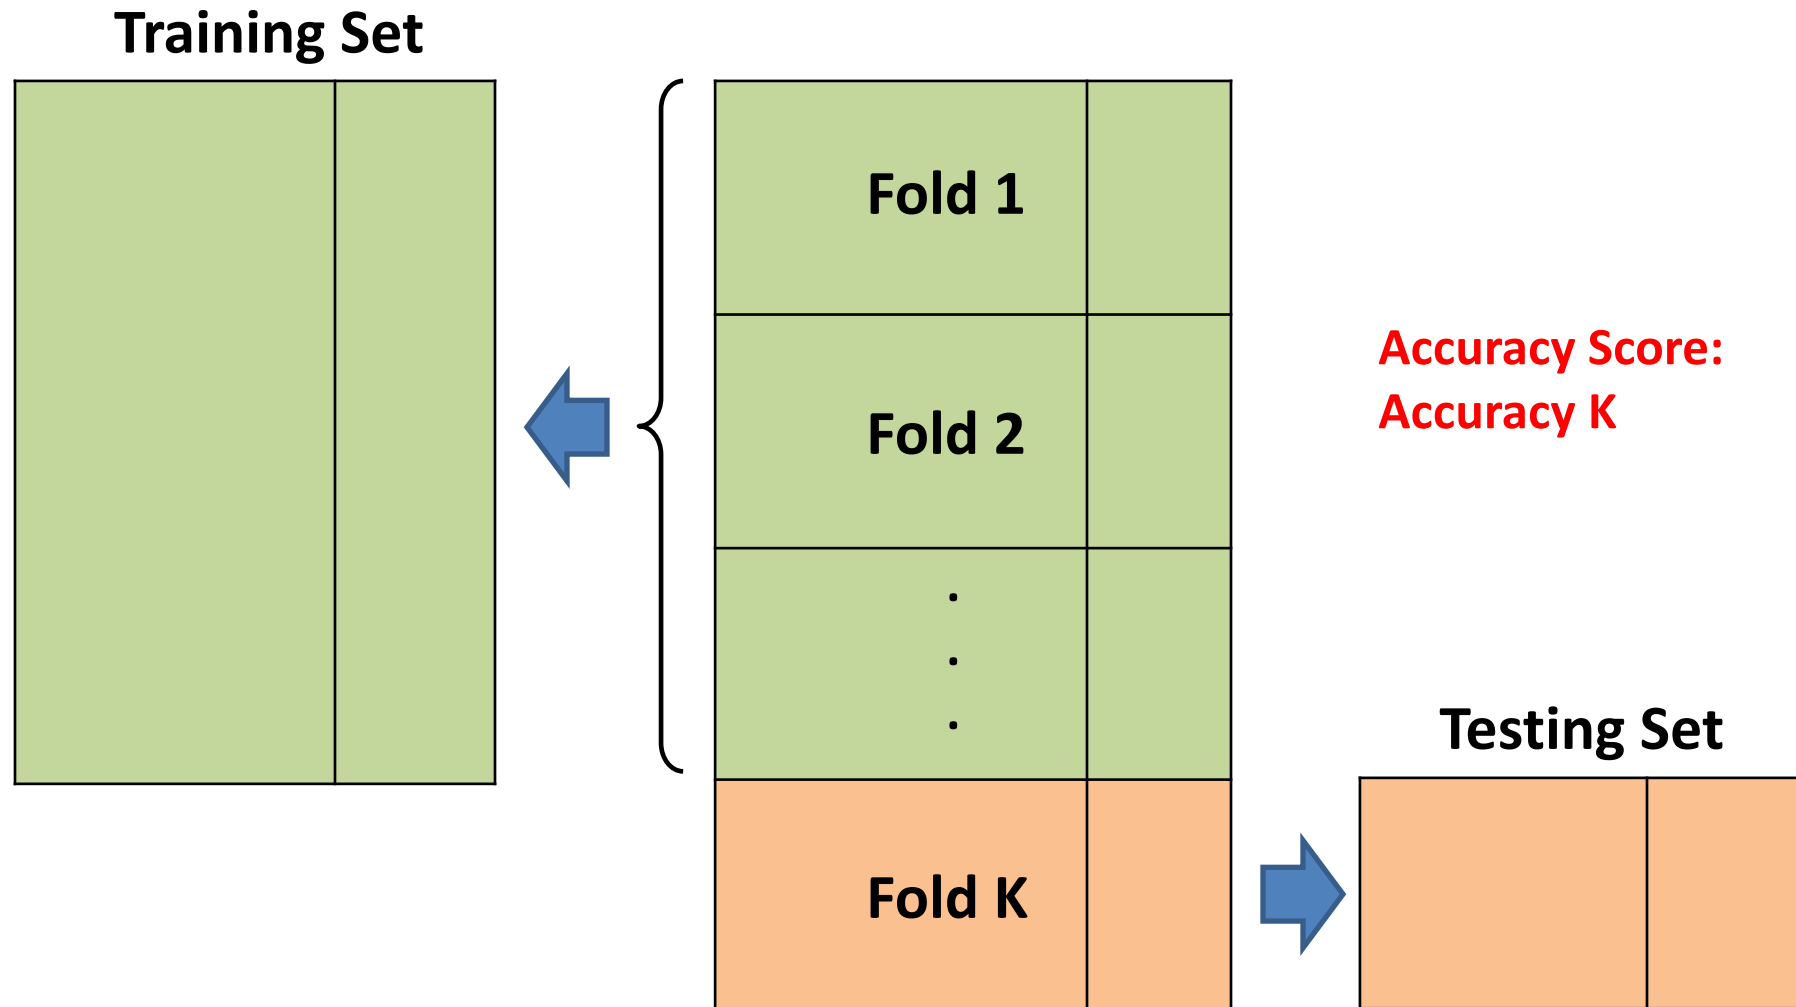 Training Set
Fold 1
Fold 2
.
.
.
Fold K
Accuracy Score:
Accuracy K
Testing Set